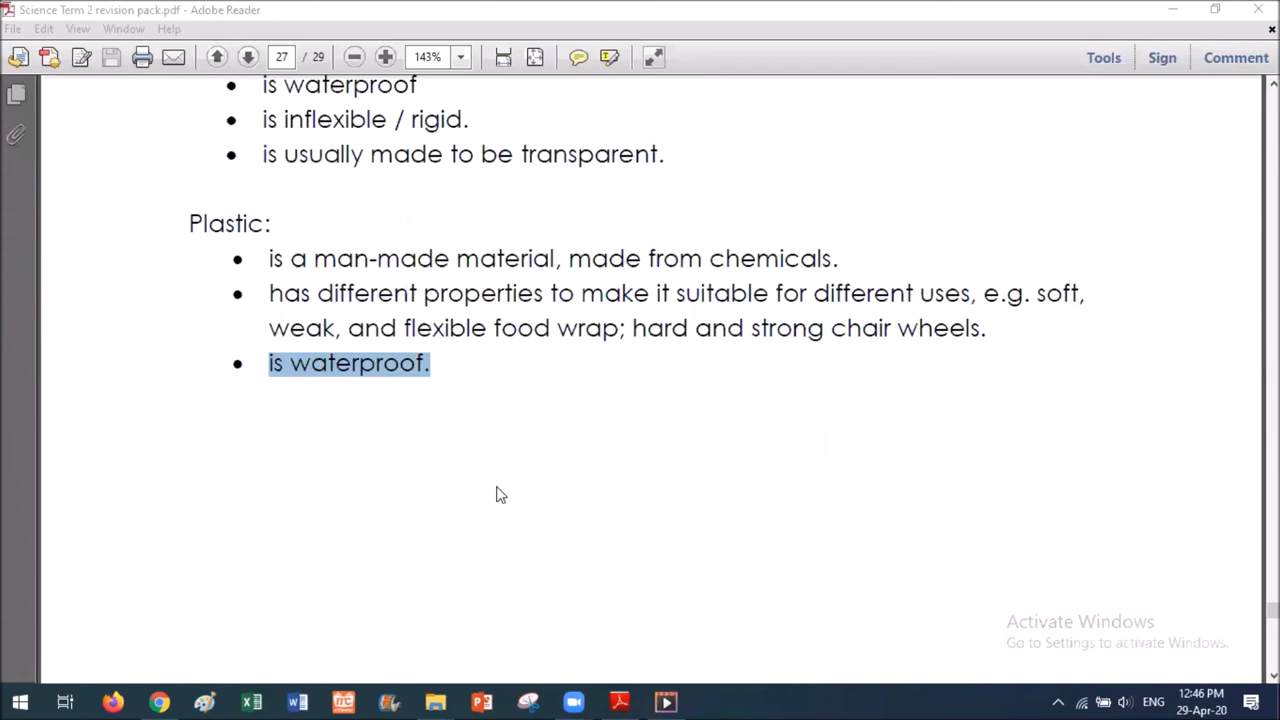 Science Term 2 revision pack.pdf - Adobe Reader
File Edit View Window Help
27 / 29 143% Tools Sign Comment
is waterproof
is inflexible / rigid.
is usually made to be transparent.
Plastic:
is a man-made material, made from chemicals.
has different properties to make it suitable for different uses, e.g. soft,
weak, and flexible food wrap; hard and strong chair wheels.
is waterproof.
Activate Windows
Go to Settings to activate Windows.
ENG 12:46 PM
29-Apr-20